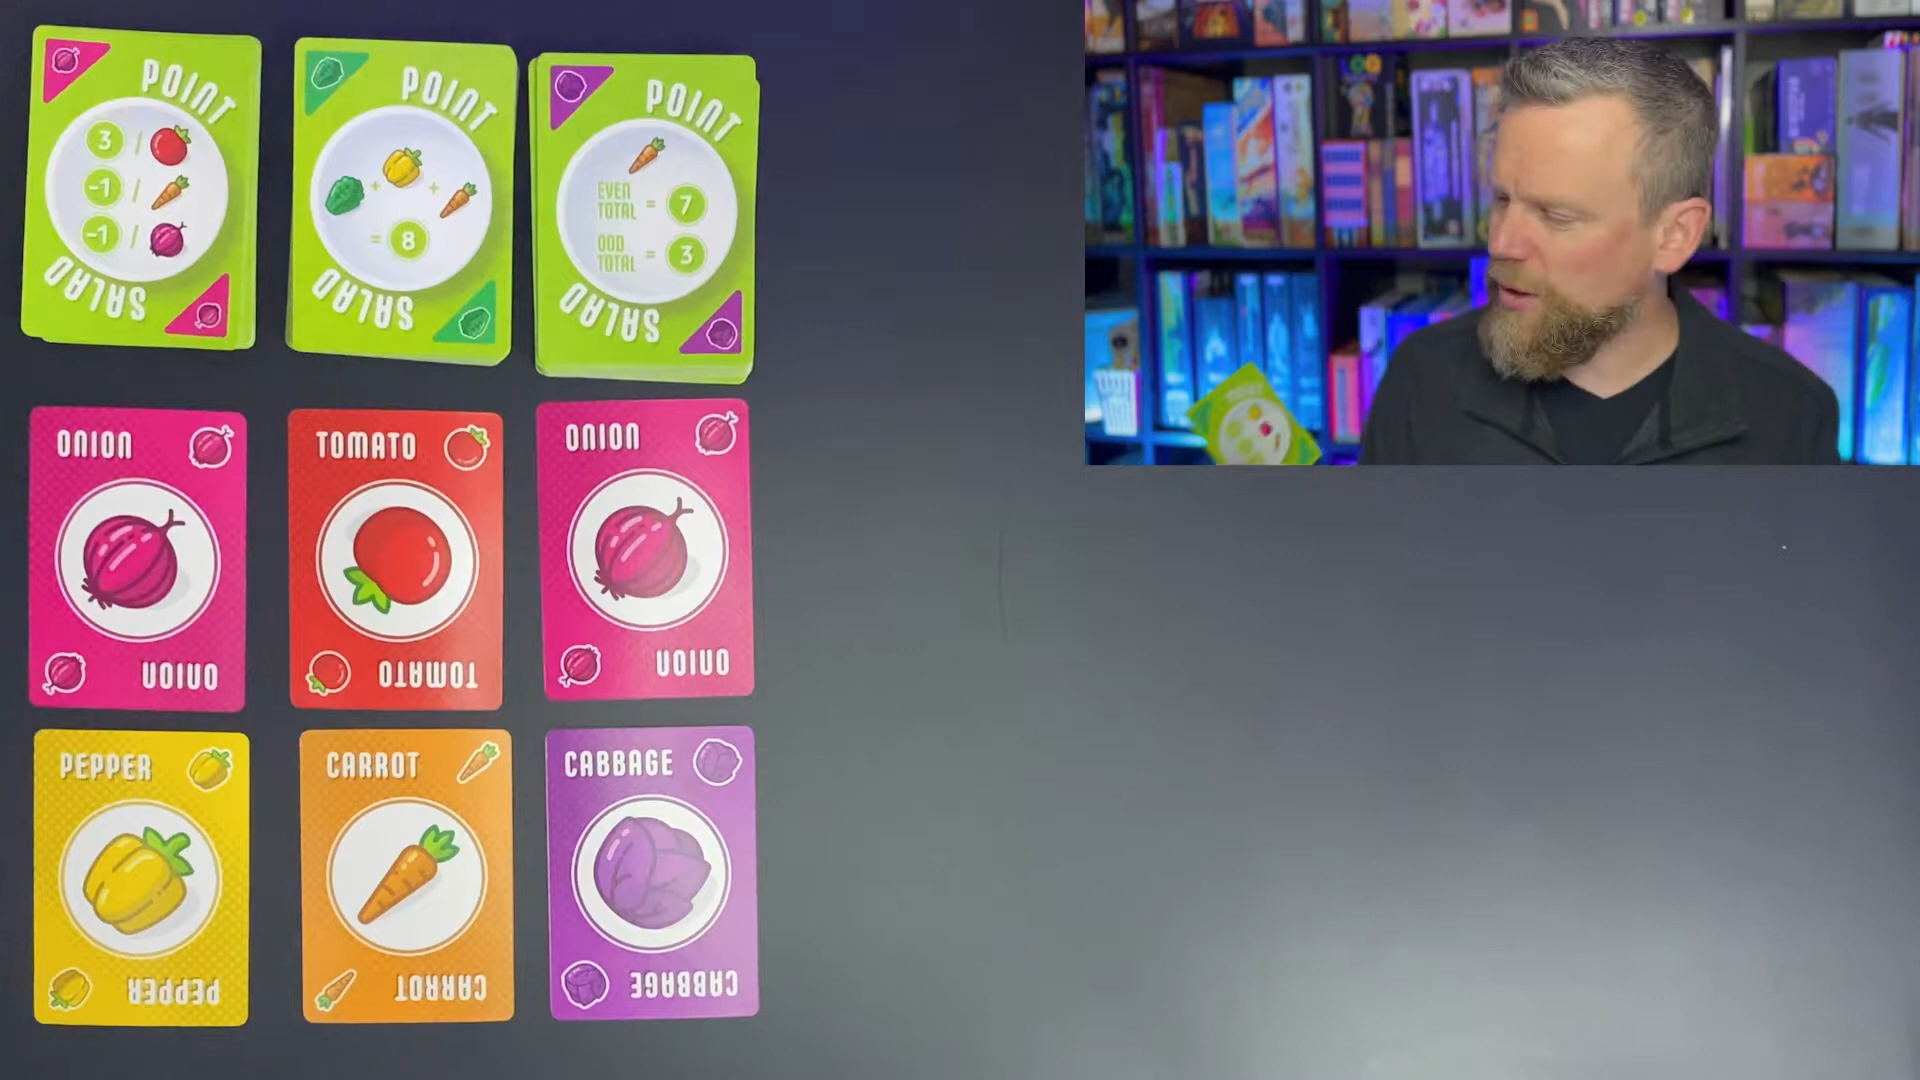 POINT
3 /
-1 /
-1 /
SALAD
POINT
+ +
= 8
SALAD
POINT
EVEN
TOTAL = 7
ODD
TOTAL = 3
SALAD
ONION
ONION
TOMATO
TOMATO
ONION
ONION
PEPPER
PEPPER
CARROT
CARROT
CABBAGE
CABBAGE